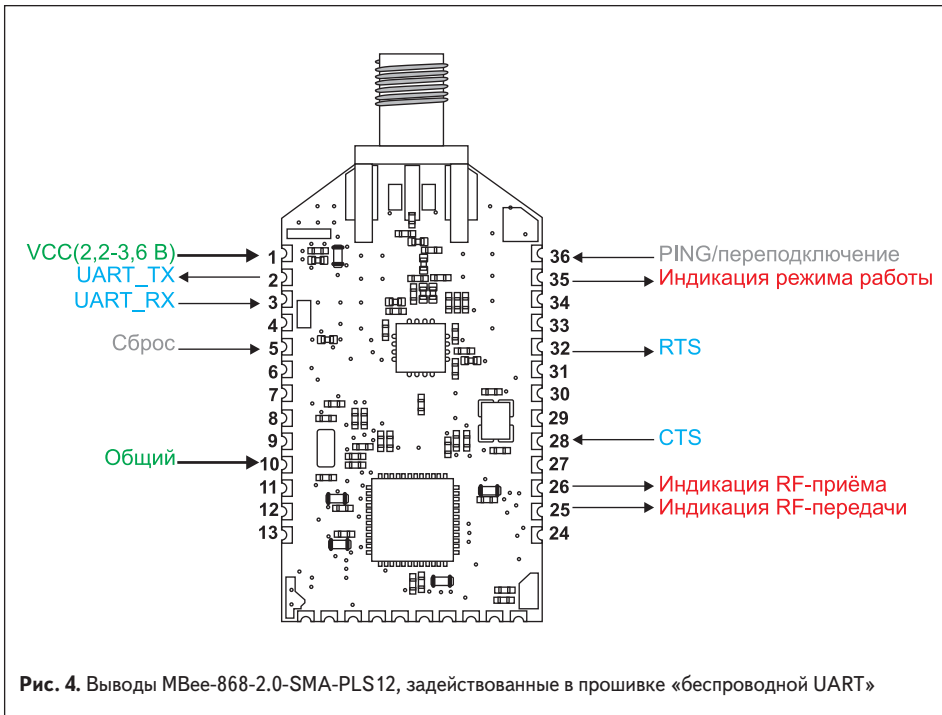 VCC(2,2-3,6 В) 1
UART_TX 2
UART_RX 3
4
Сброс 5
6
7
8
9
Общий 10
11
12
13
36 PING/переподключение
35 Индикация режима работы
34
33
32 RTS
31
30
29
28 CTS
27
26 Индикация RF-приёма
25 Индикация RF-передачи
24
Рис. 4. Выводы MBee-868-2.0-SMA-PLS12, задействованные в прошивке «беспроводной UART»